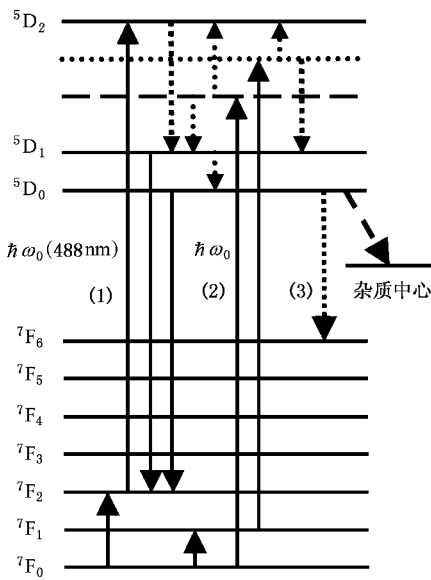 ⁵D₂
⁵D₁
⁵D₀
ħω₀(488nm) ħω₀
(1) (2) (3) 杂质中心
⁷F₆
⁷F₅
⁷F₄
⁷F₃
⁷F₂
⁷F₁
⁷F₀